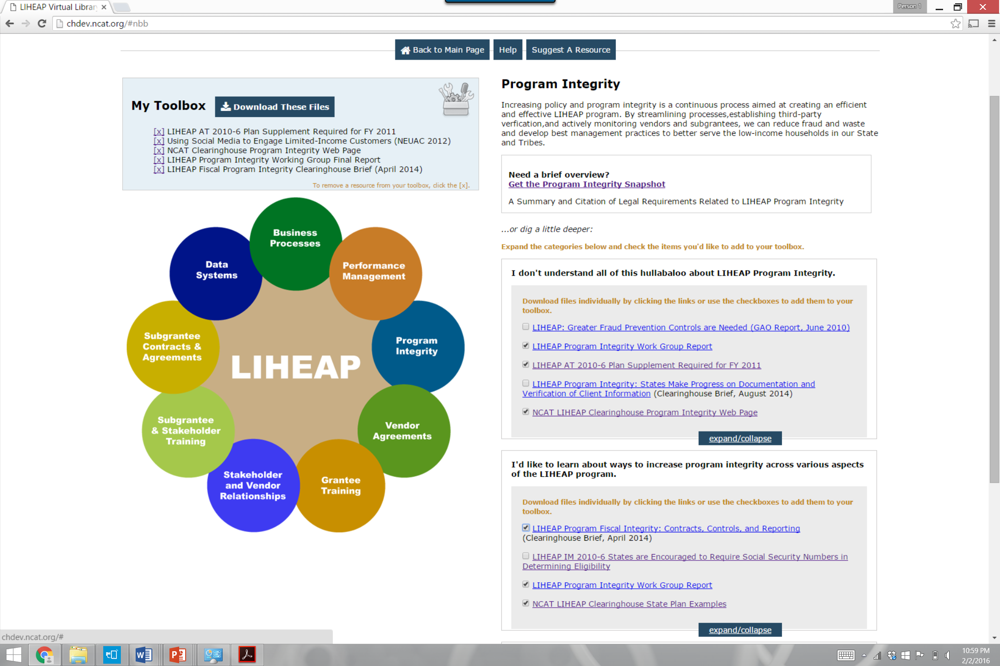 LIHEAP Virtual Librar
Person 1
chdev.ncat.org/#nbb
Back to Main Page
Help
Suggest A Resource
My Toolbox
Download These Files
[x] LIHEAP AT 2010-6 Plan Supplement Required for FY 2011
[x] Using Social Media to Engage Limited-Income Customers (NEUAC 2012)
[x] NCAT Clearinghouse Program Integrity Web Page
[x] LIHEAP Program Integrity Working Group Final Report
[x] LIHEAP Fiscal Program Integrity Clearinghouse Brief (April 2014)
To remove a resource from your toolbox, click the [x].
Business
Processes
Data
Systems
Performance
Management
Subgrantee
Contracts &
Agreements
Program
Integrity
LIHEAP
Subgrantee
& Stakeholder
Training
Vendor
Agreements
Stakeholder
and Vendor
Relationships
Grantee
Training
Program Integrity
Increasing policy and program integrity is a continuous process aimed at creating an efficient
and effective LIHEAP program. By streamlining processes,establishing third-party
verfication,and actively monitoring vendors and subgrantees, we can reduce fraud and waste
and develop best management practices to better serve the low-income households in our State
and Tribes.
Need a brief overview?
Get the Program Integrity Snapshot
A Summary and Citation of Legal Requirements Related to LIHEAP Program Integrity
...or dig a little deeper:
Expand the categories below and check the items you'd like to add to your toolbox.
I don't understand all of this hullabaloo about LIHEAP Program Integrity.
Download files individually by clicking the links or use the checkboxes to add them to your
toolbox.
LIHEAP: Greater Fraud Prevention Controls are Needed (GAO Report, June 2010)
LIHEAP Program Integrity Work Group Report
LIHEAP AT 2010-6 Plan Supplement Required for FY 2011
LIHEAP Program Integrity: States Make Progress on Documentation and
Verification of Client Information (Clearinghouse Brief, August 2014)
NCAT LIHEAP Clearinghouse Program Integrity Web Page
expand/collapse
I'd like to learn about ways to increase program integrity across various aspects
of the LIHEAP program.
Download files individually by clicking the links or use the checkboxes to add them to your
toolbox.
LIHEAP Program Fiscal Integrity: Contracts, Controls, and Reporting
(Clearinghouse Brief, April 2014)
LIHEAP IM 2010-6 States are Encouraged to Require Social Security Numbers in
Determining Eligibility
LIHEAP Program Integrity Work Group Report
NCAT LIHEAP Clearinghouse State Plan Examples
expand/collapse
chdev.ncat.org/#
10:59 PM
2/2/2016